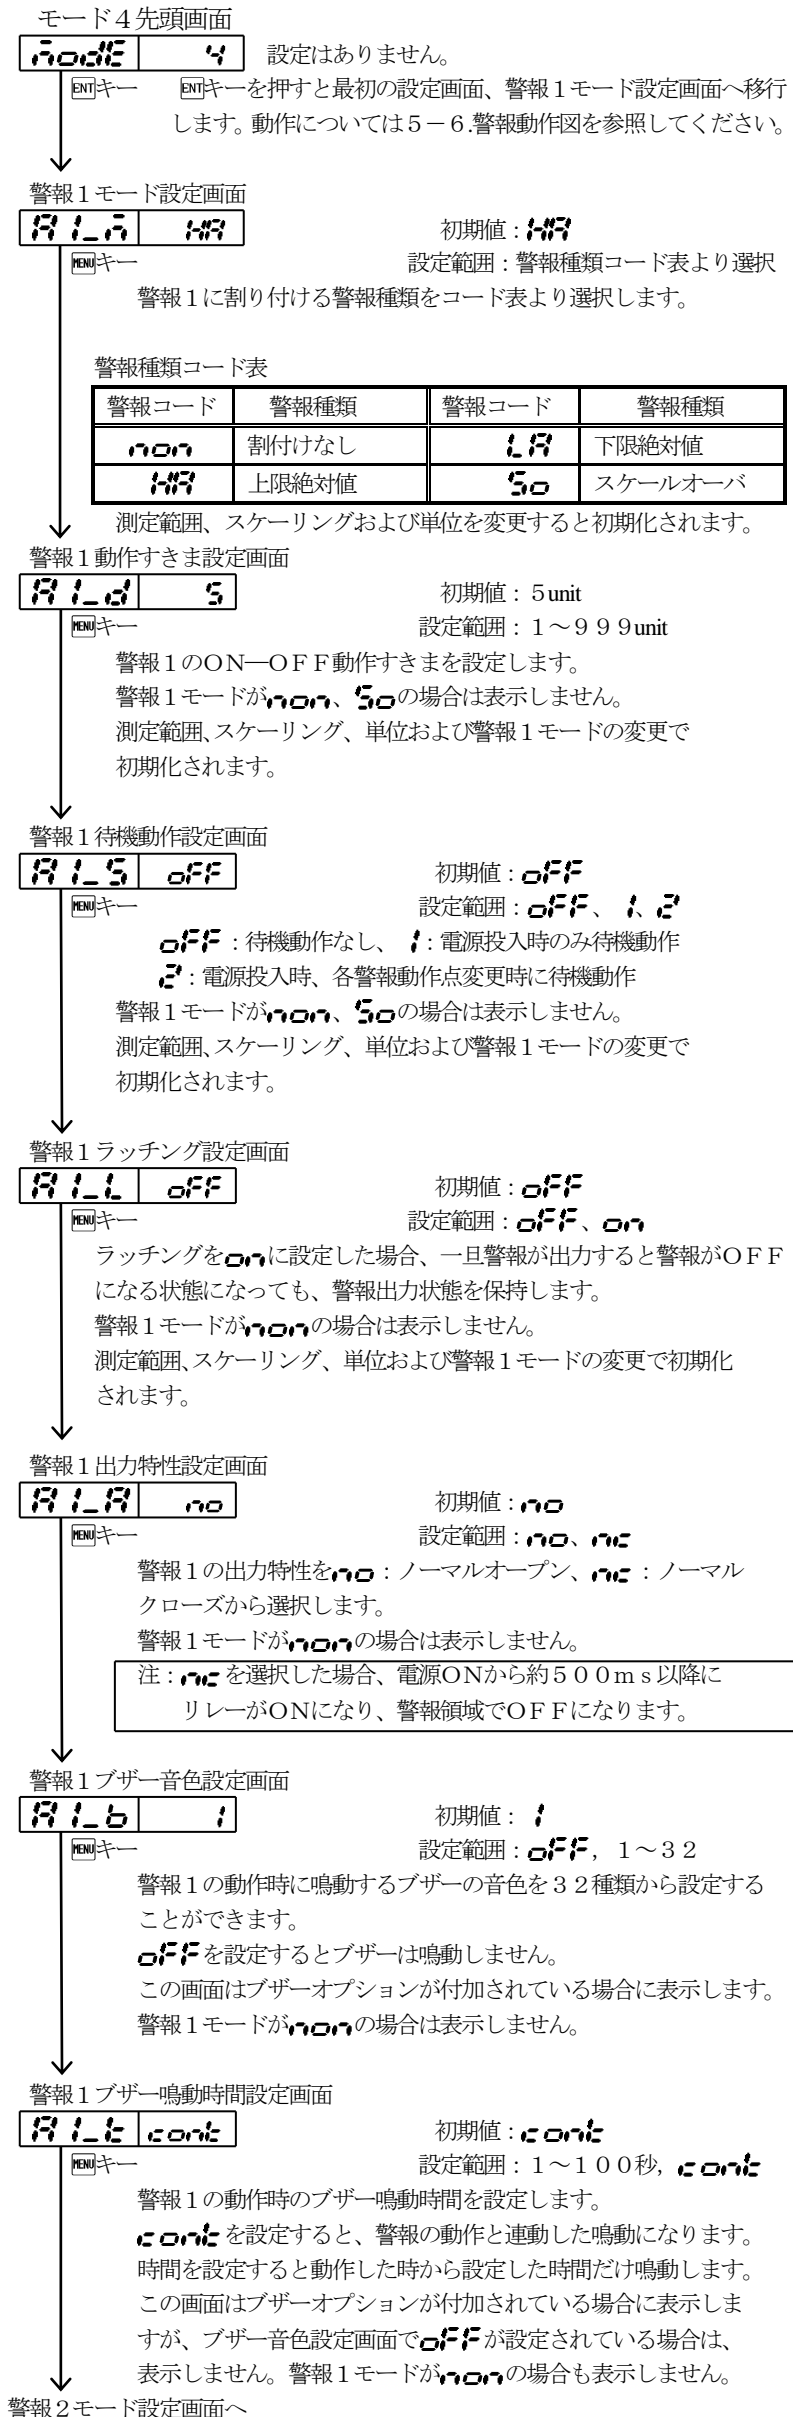 モード４先頭画面
ModE 4 設定はありません。
ENTキー ENTキーを押すと最初の設定画面、警報１モード設定画面へ移行
します。動作については５－６.警報動作図を参照してください。
警報１モード設定画面
A1_M HA 初期値：HA
MENUキー 設定範囲：警報種類コード表より選択
警報１に割り付ける警報種類をコード表より選択します。
警報種類コード表
警報コード 警報種類 警報コード 警報種類
non 割付けなし LA 下限絶対値
HA 上限絶対値 So スケールオーバ
測定範囲、スケーリングおよび単位を変更すると初期化されます。
警報１動作すきま設定画面
A1_d 5 初期値：５unit
MENUキー 設定範囲：１～９９９unit
警報１のＯＮ―ＯＦＦ動作すきまを設定します。
警報１モードがnon、Soの場合は表示しません。
測定範囲、スケーリング、単位および警報１モードの変更で
初期化されます。
警報１待機動作設定画面
A1_S oFF 初期値：oFF
MENUキー 設定範囲：oFF、1、2
oFF：待機動作なし、1：電源投入時のみ待機動作
2：電源投入時、各警報動作点変更時に待機動作
警報１モードがnon、Soの場合は表示しません。
測定範囲、スケーリング、単位および警報１モードの変更で
初期化されます。
警報１ラッチング設定画面
A1_L oFF 初期値：oFF
MENUキー 設定範囲：oFF、on
ラッチングをonに設定した場合、一旦警報が出力すると警報がＯＦＦ
になる状態になっても、警報出力状態を保持します。
警報１モードがnonの場合は表示しません。
測定範囲、スケーリング、単位および警報１モードの変更で初期化
されます。
警報１出力特性設定画面
A1_A no 初期値：no
MENUキー 設定範囲：no、nc
警報１の出力特性をno：ノーマルオープン、nc：ノーマル
クローズから選択します。
警報１モードがnonの場合は表示しません。
注：ncを選択した場合、電源ＯＮから約５００ｍｓ以降に
リレーがＯＮになり、警報領域でＯＦＦになります。
警報１ブザー音色設定画面
A1_b 1 初期値：1
MENUキー 設定範囲：oFF，１～３２
警報１の動作時に鳴動するブザーの音色を３２種類から設定する
ことができます。
oFFを設定するとブザーは鳴動しません。
この画面はブザーオプションが付加されている場合に表示します。
警報１モードがnonの場合は表示しません。
警報１ブザー鳴動時間設定画面
A1_t cont 初期値：cont
MENUキー 設定範囲：１～１００秒，cont
警報１の動作時のブザー鳴動時間を設定します。
contを設定すると、警報の動作と連動した鳴動になります。
時間を設定すると動作した時から設定した時間だけ鳴動します。
この画面はブザーオプションが付加されている場合に表示しま
すが、ブザー音色設定画面でoFFが設定されている場合は、
表示しません。警報１モードがnonの場合も表示しません。
警報２モード設定画面へ